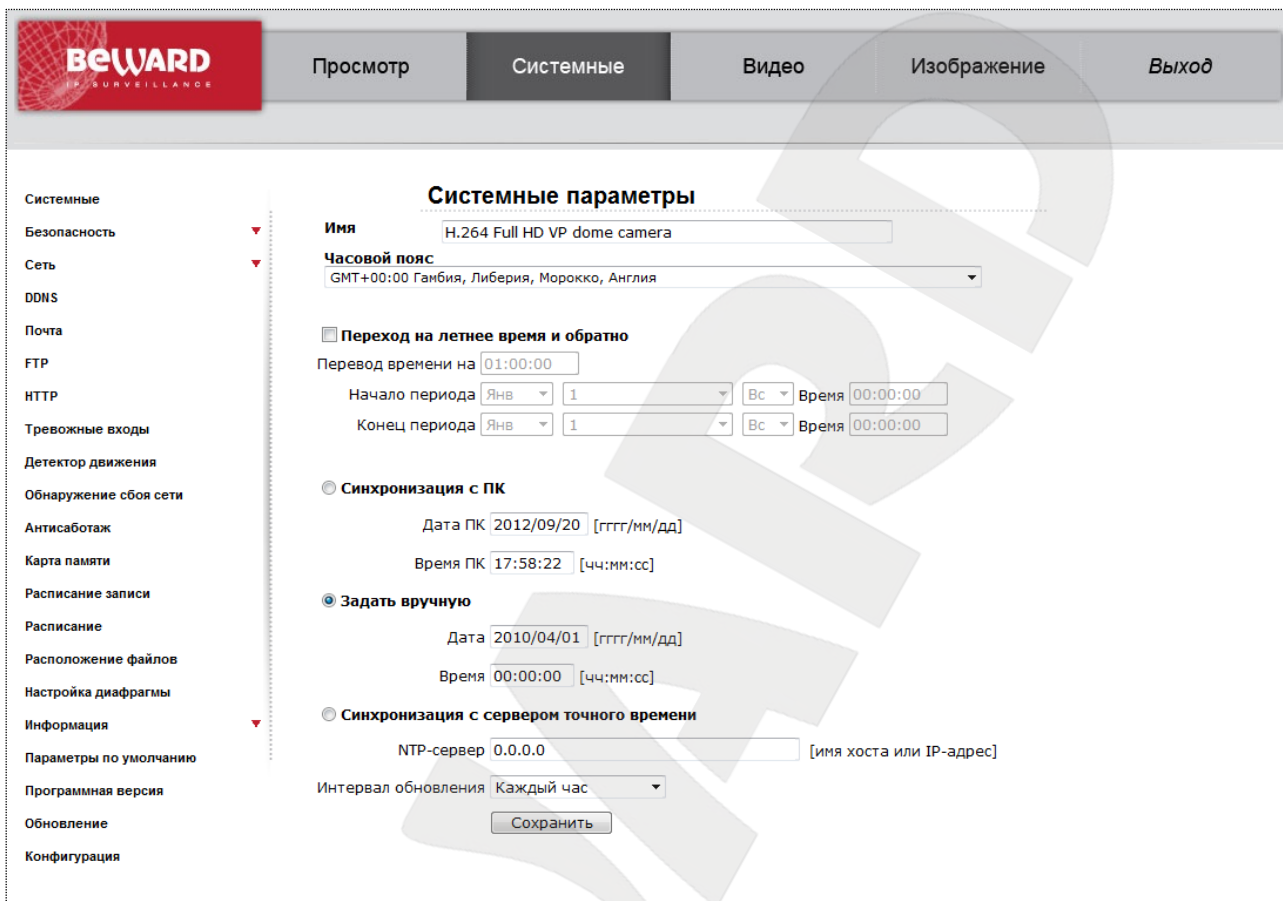 BEWARD
IP SURVEILLANCE
Просмотр
Системные
Видео
Изображение
Выход
Системные
Безопасность
Сеть
DDNS
Почта
FTP
HTTP
Тревожные входы
Детектор движения
Обнаружение сбоя сети
Антисаботаж
Карта памяти
Расписание записи
Расписание
Расположение файлов
Настройка диафрагмы
Информация
Параметры по умолчанию
Программная версия
Обновление
Конфигурация
Системные параметры
Имя H.264 Full HD VP dome camera
Часовой пояс
GMT+00:00 Гамбия, Либерия, Морокко, Англия
Переход на летнее время и обратно
Перевод времени на 01:00:00
Начало периода Янв 1 Вс Время 00:00:00
Конец периода Янв 1 Вс Время 00:00:00
Синхронизация с ПК
Дата ПК 2012/09/20 [гггг/мм/дд]
Время ПК 17:58:22 [чч:мм:сс]
Задать вручную
Дата 2010/04/01 [гггг/мм/дд]
Время 00:00:00 [чч:мм:сс]
Синхронизация с сервером точного времени
NTP-сервер 0.0.0.0 [имя хоста или IP-адрес]
Интервал обновления Каждый час
Сохранить